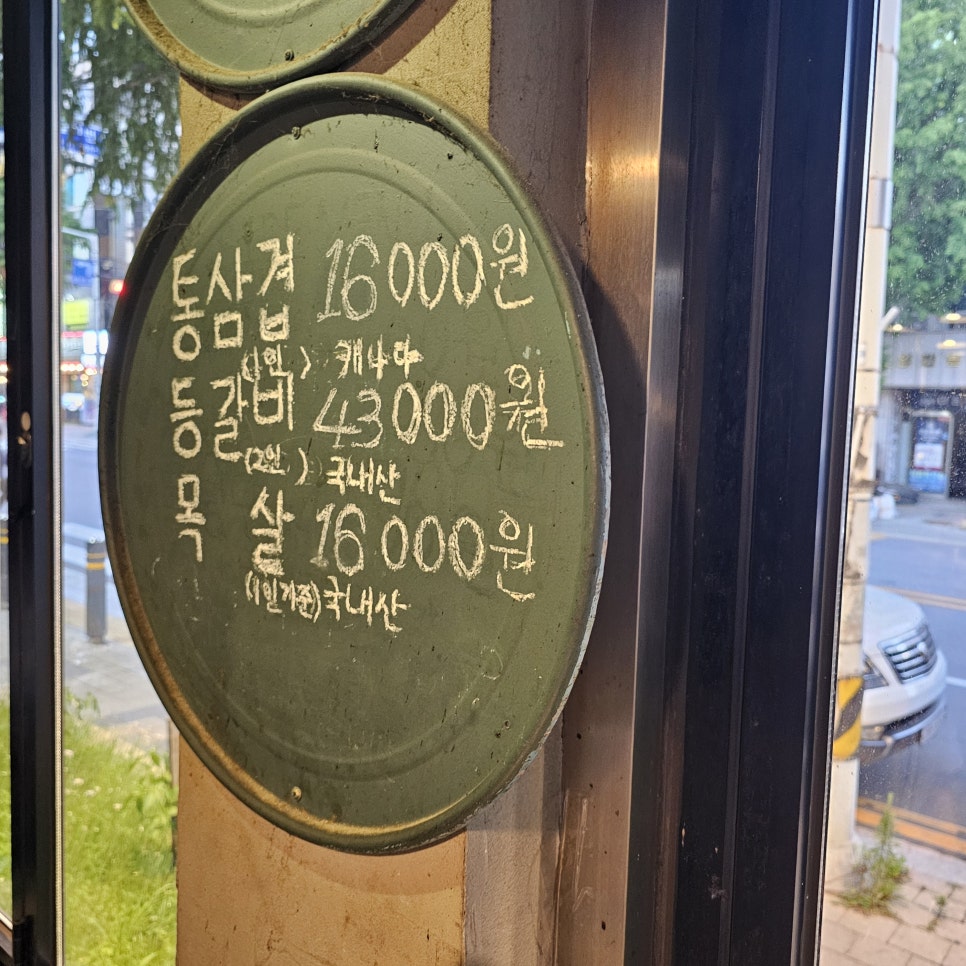 통삼겹 16000원
(1인) 캐나다
등갈비 43000원
(2인) 국내산
목살 16000원
(1인기준) 국내산